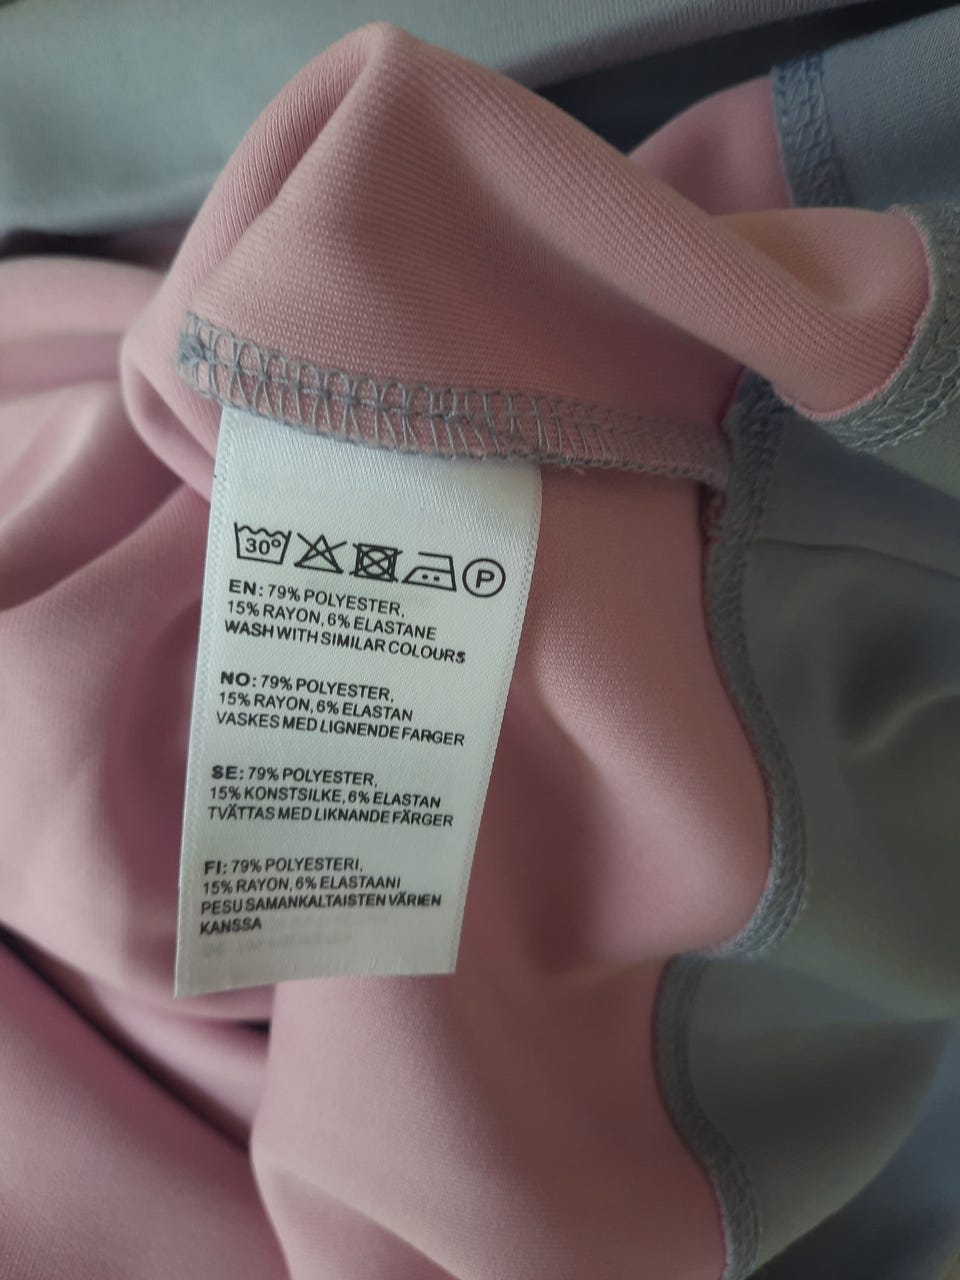 30°
P
EN: 79% POLYESTER,
15% RAYON, 6% ELASTANE
WASH WITH SIMILAR COLOURS
NO: 79% POLYESTER,
15% RAYON, 6% ELASTAN
VASKES MED LIGNENDE FARGER
SE: 79% POLYESTER,
15% KONSTSILKE, 6% ELASTAN
TVÄTTAS MED LIKNANDE FÄRGER
FI: 79% POLYESTERI,
15% RAYON, 6% ELASTAANI
PESU SAMANKALTAISTEN VÄRIEN
KANSSA